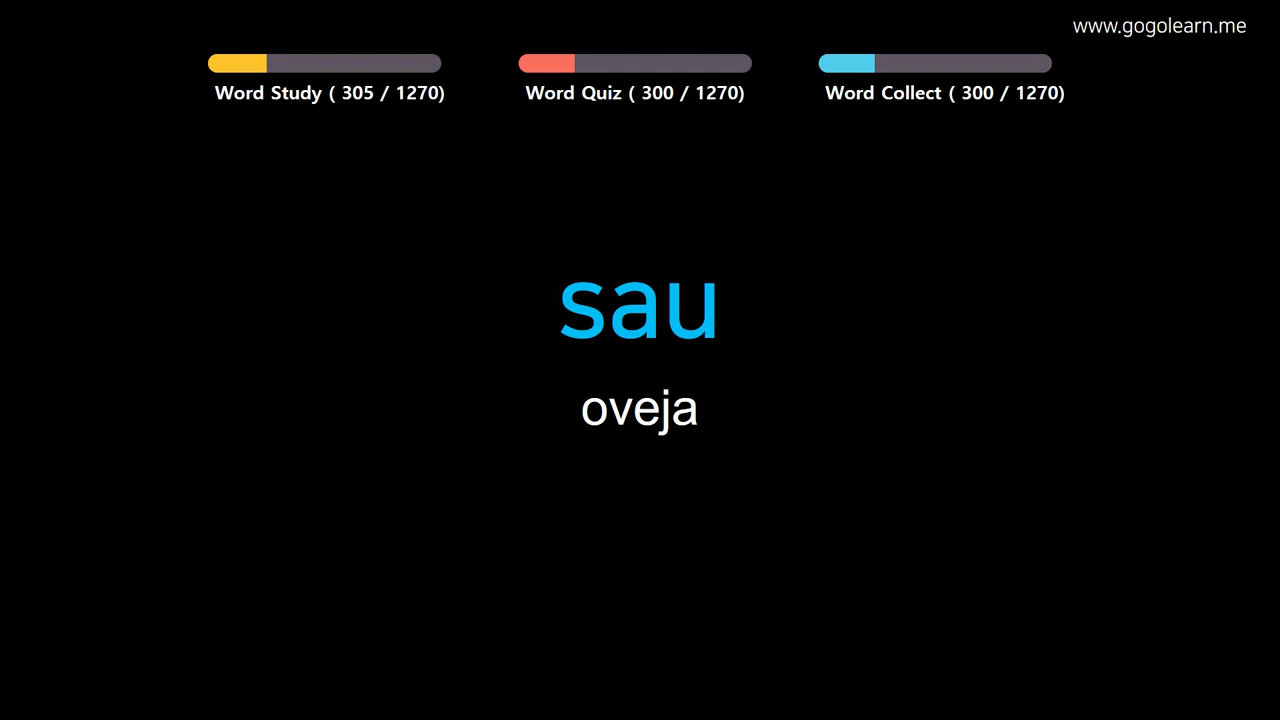 www.gogolearn.me
Word Study ( 305 / 1270)
Word Quiz ( 300 / 1270)
Word Collect ( 300 / 1270)
sau
oveja